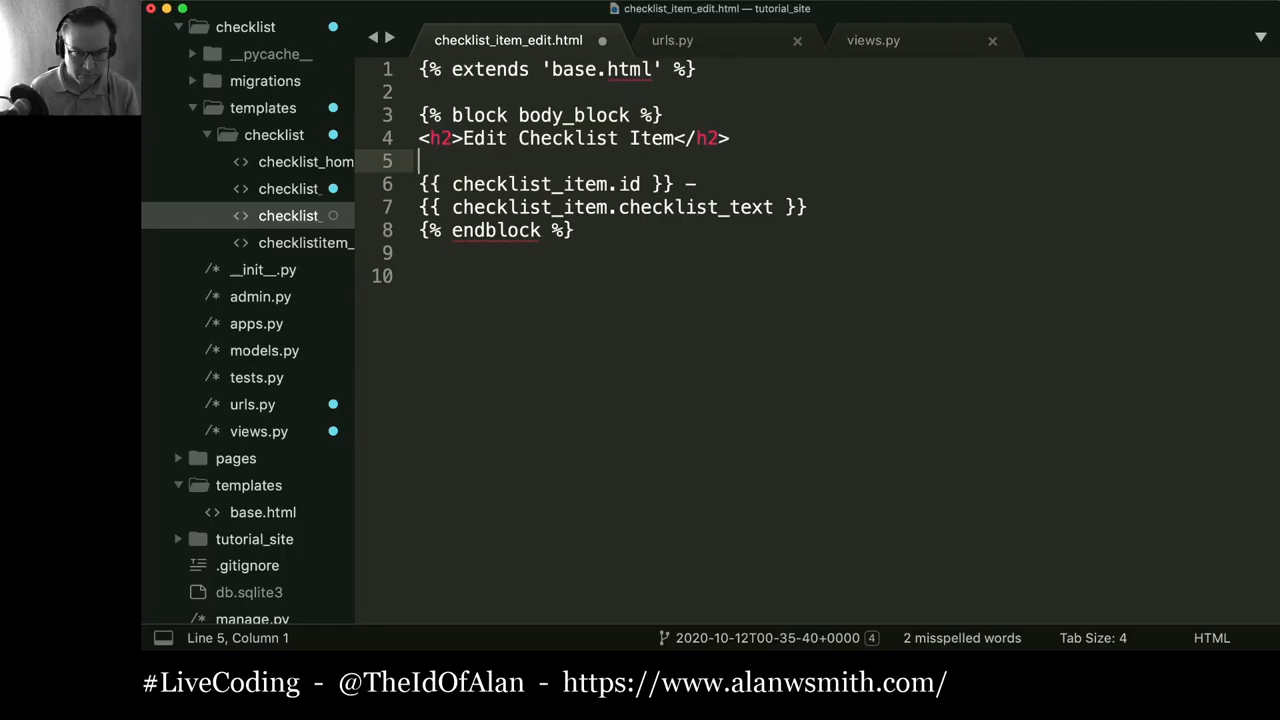 checklist_item_edit.html — tutorial_site
checklist
__pycache__
migrations
templates
checklist
checklist_hom
checklist_
checklist_
checklistitem_
__init__.py
admin.py
apps.py
models.py
tests.py
urls.py
views.py
pages
templates
base.html
tutorial_site
.gitignore
db.sqlite3
manage.py
checklist_item_edit.html
urls.py
views.py
1 {% extends 'base.html' %}
2
3 {% block body_block %}
4 <h2>Edit Checklist Item</h2>
5
6 {{ checklist_item.id }} -
7 {{ checklist_item.checklist_text }}
8 {% endblock %}
9
10
Line 5, Column 1
2020-10-12T00-35-40+0000 4
2 misspelled words
Tab Size: 4
HTML
#LiveCoding - @TheIdOfAlan - https://www.alanwsmith.com/